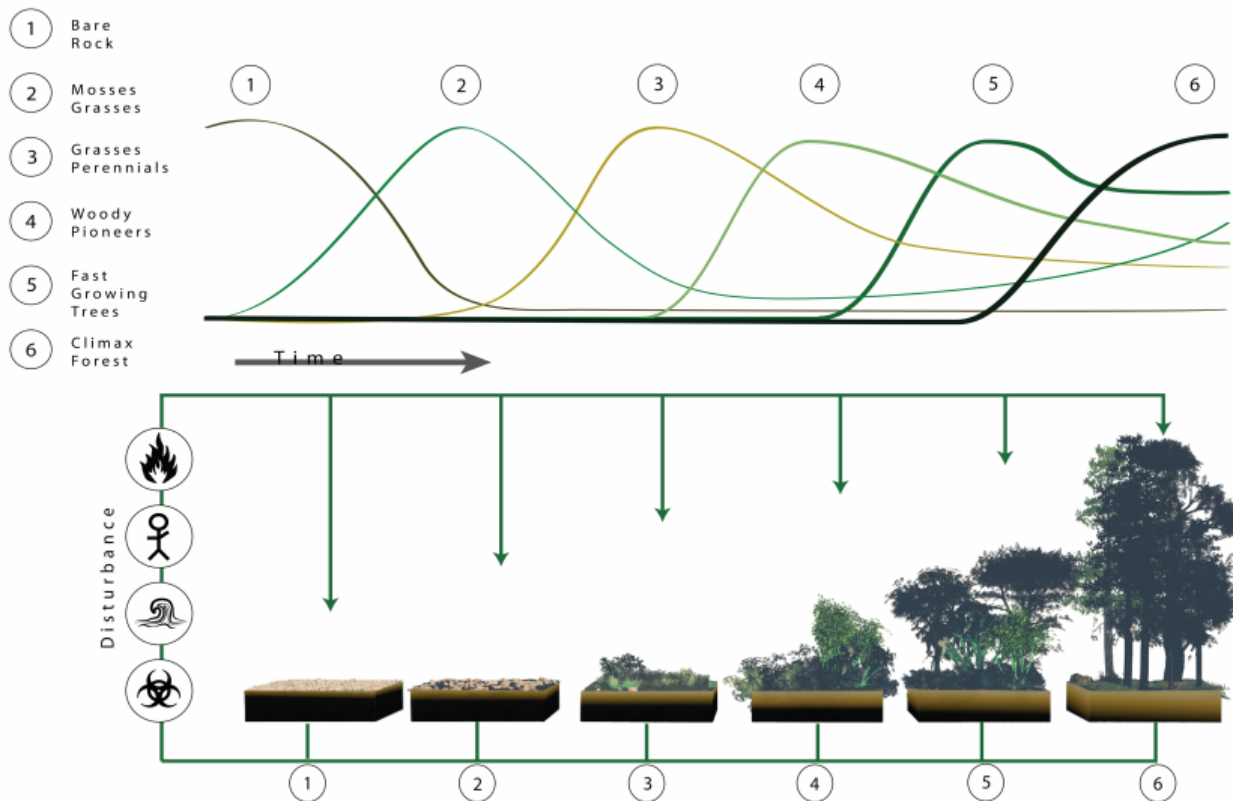 1 Bare
Rock
2 Mosses
Grasses
3 Grasses
Perennials
4 Woody
Pioneers
5 Fast
Growing
Trees
6 Climax
Forest
1 2 3 4 5 6
Time
Disturbance
1 2 3 4 5 6